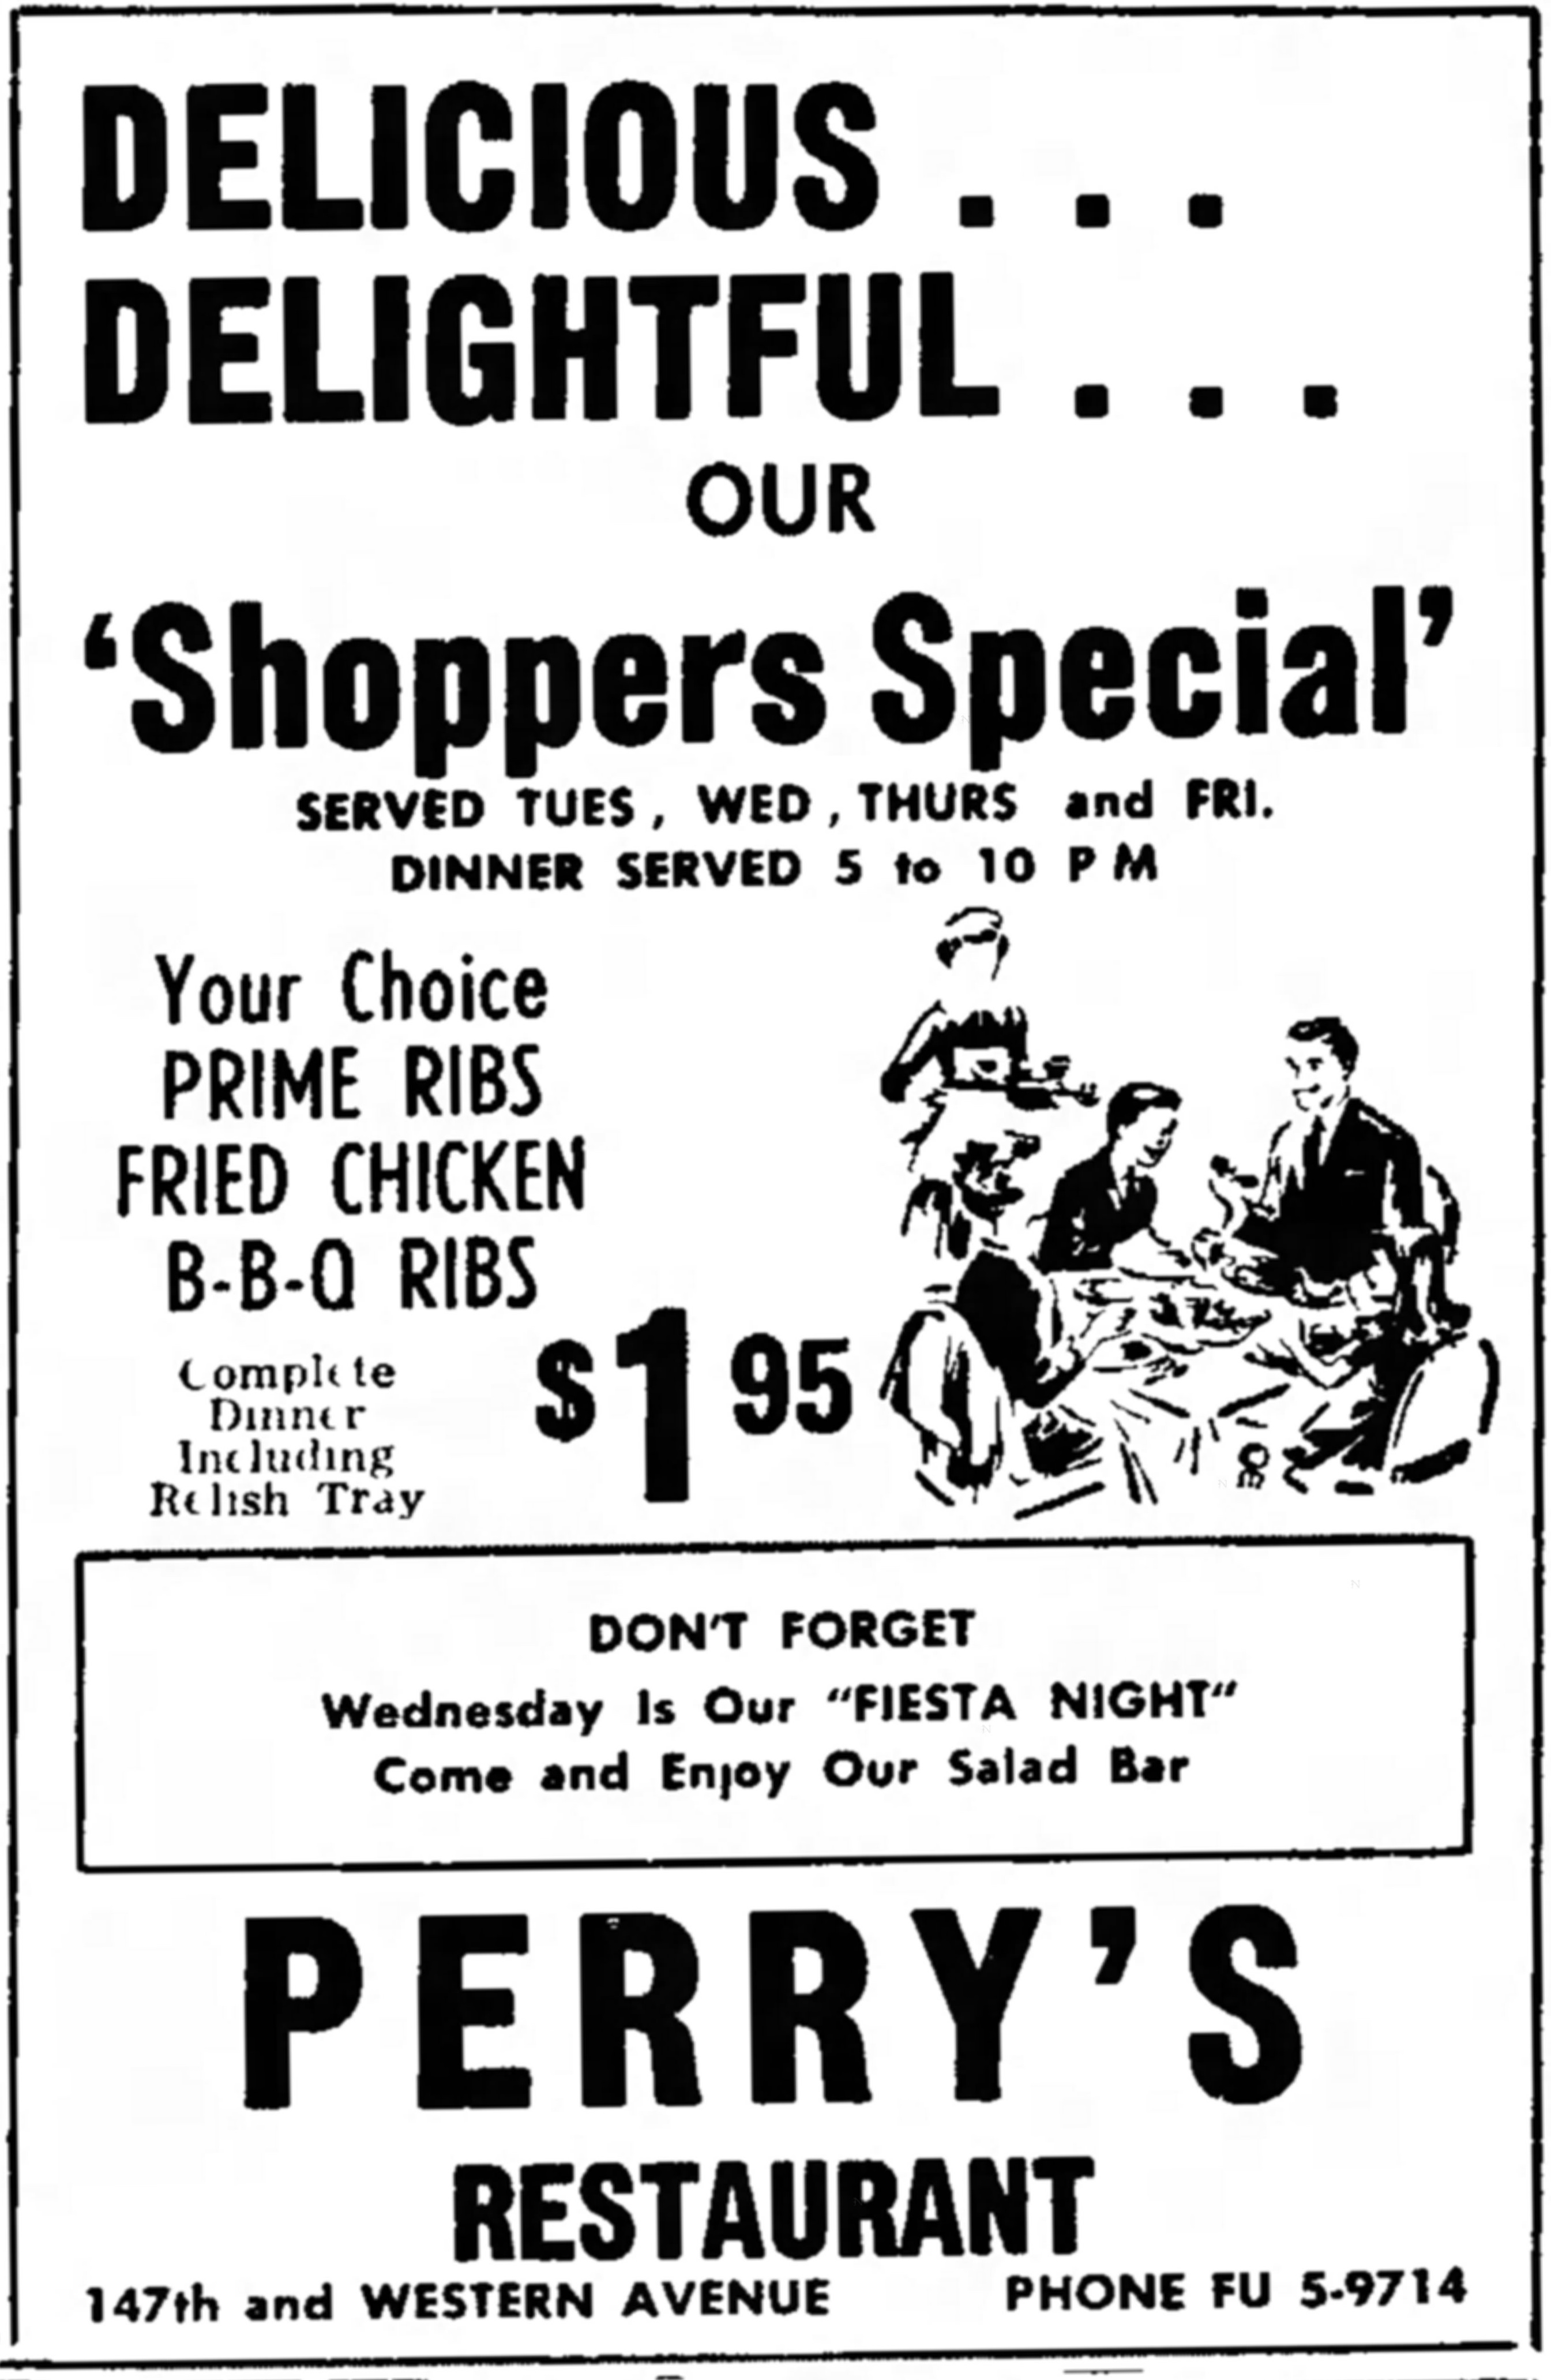 DELICIOUS . . .
DELIGHTFUL . . .
OUR
'Shoppers Special'
SERVED TUES, WED, THURS and FRI.
DINNER SERVED 5 to 10 P M
Your Choice
PRIME RIBS
FRIED CHICKEN
B-B-Q RIBS
Complete
Dinner
Including
Relish Tray
$1 95
DON'T FORGET
Wednesday Is Our "FIESTA NIGHT"
Come and Enjoy Our Salad Bar
PERRY'S
RESTAURANT
147th and WESTERN AVENUE PHONE FU 5-9714